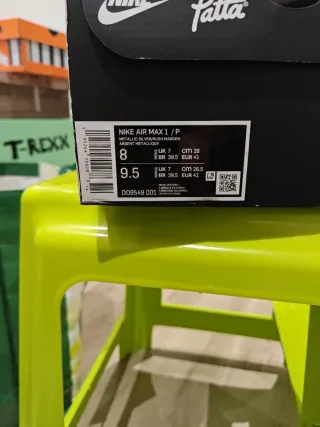 NIKE
Patta
T-REXX
NIKE AIR MAX 1 / P
METALLIC SILVER/RUSH MAROON
ARGENT METALLIQUE
8 UK 7 CM 26
BR 39.5 EUR 41
9.5 UK 7 CM 26.5
BR 39.5 EUR 41
DO9549 001